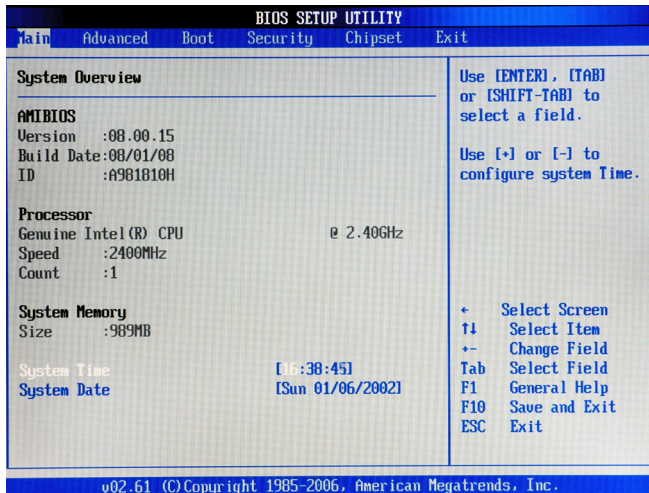 BIOS SETUP UTILITY
Main Advanced Boot Security Chipset Exit
System Overview
AMIBIOS
Version :08.00.15
Build Date:08/01/08
ID :A981810H
Processor
Genuine Intel(R) CPU @ 2.40GHz
Speed :2400MHz
Count :1
System Memory
Size :989MB
System Time [16:38:45]
System Date [Sun 01/06/2002]
Use [ENTER], [TAB]
or [SHIFT-TAB] to
select a field.
Use [+] or [-] to
configure system Time.
← Select Screen
↑↓ Select Item
+- Change Field
Tab Select Field
F1 General Help
F10 Save and Exit
ESC Exit
v02.61 (C)Copyright 1985-2006, American Megatrends, Inc.